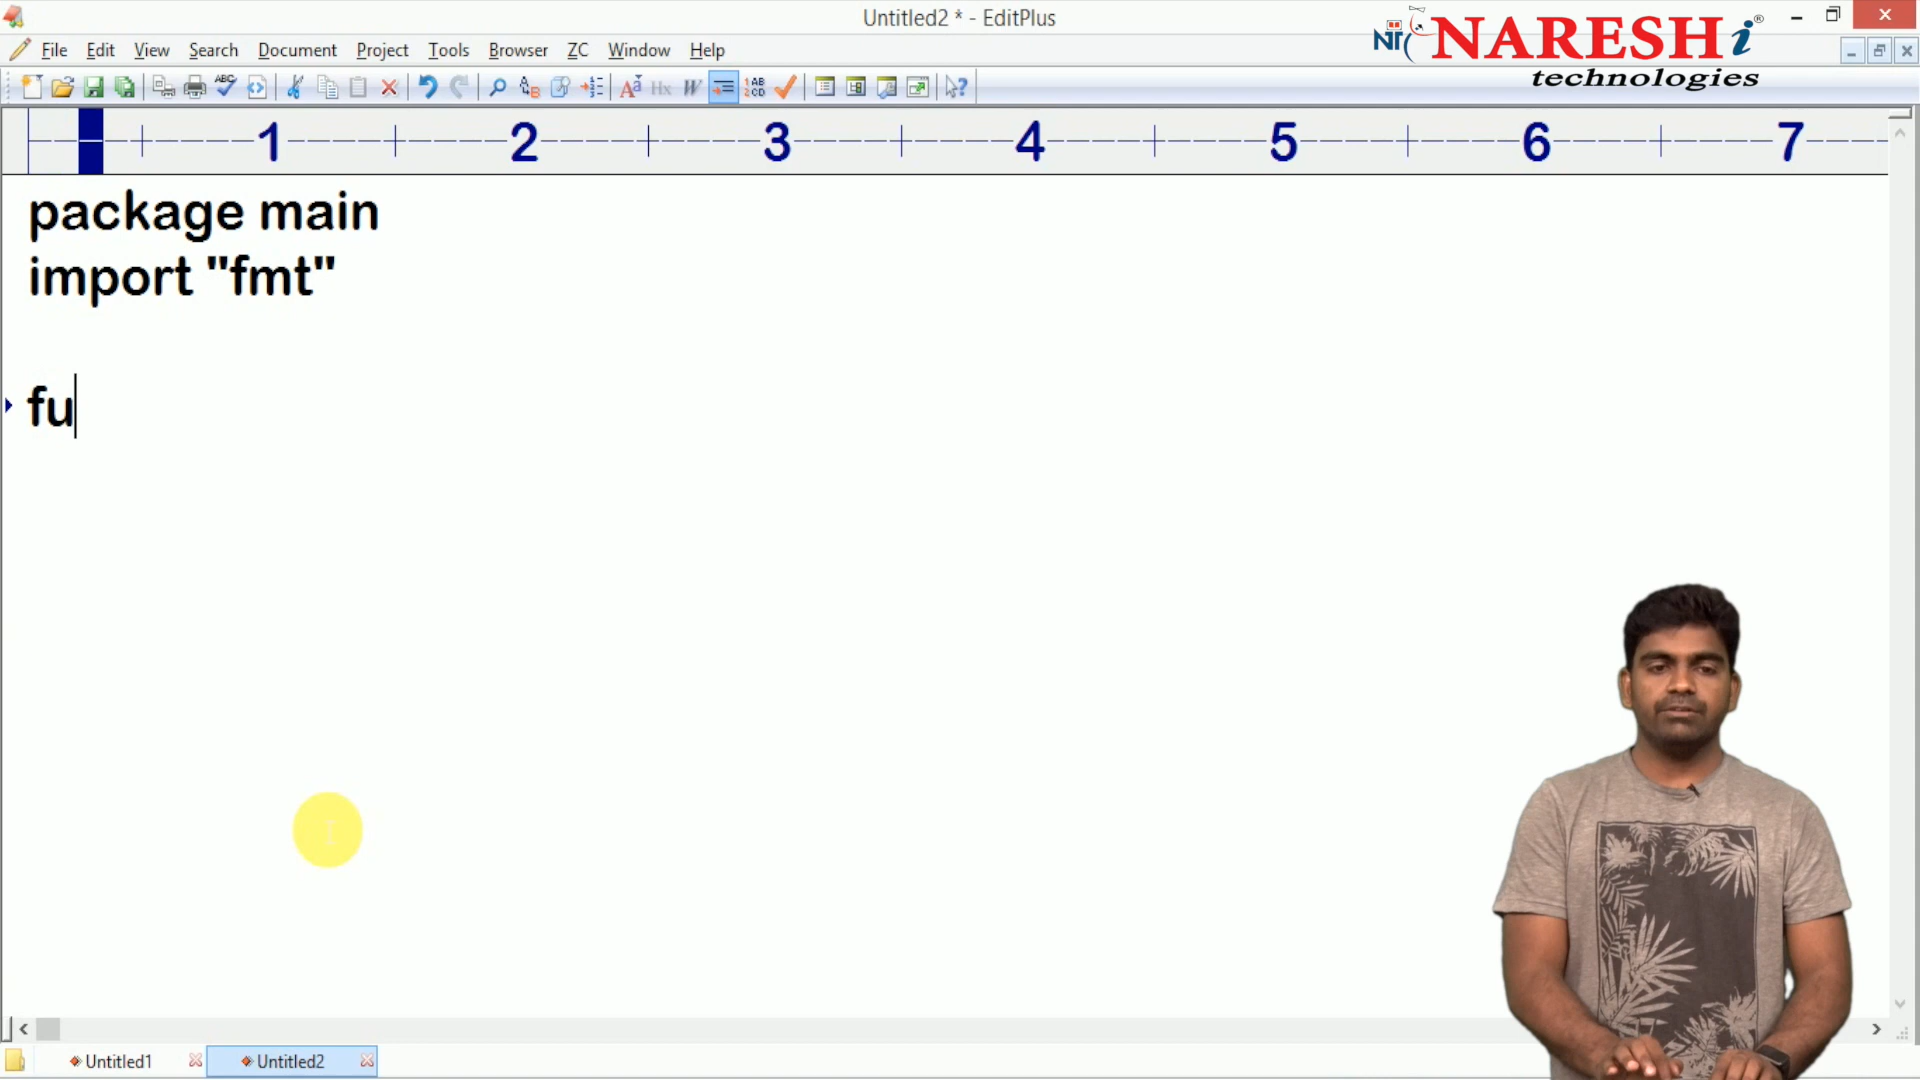 Untitled2 * - EditPlus
NARESH i ®
technologies
File Edit View Search Document Project Tools Browser ZC Window Help
1 2 3 4 5 6 7
package main
import "fmt"
fu
Untitled1 Untitled2